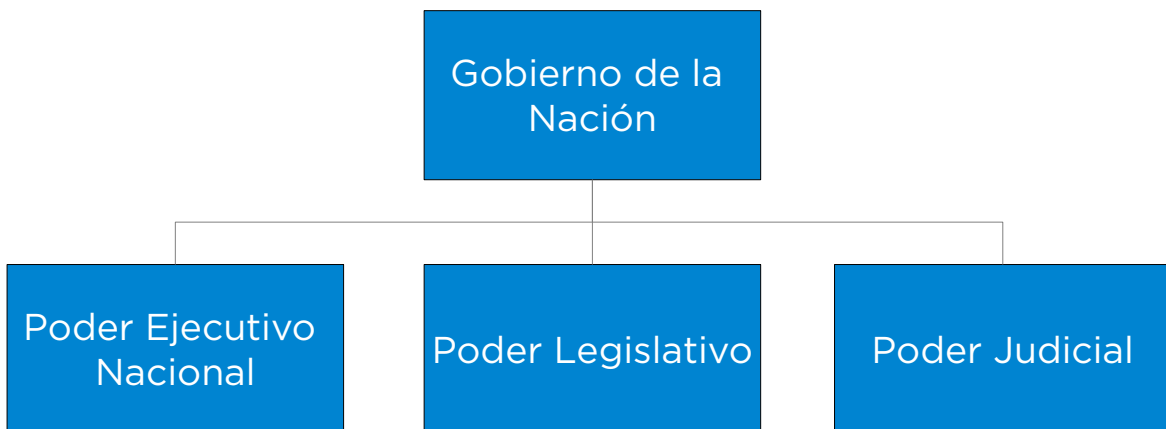 Gobierno de la
Nación
Poder Ejecutivo
Nacional
Poder Legislativo
Poder Judicial